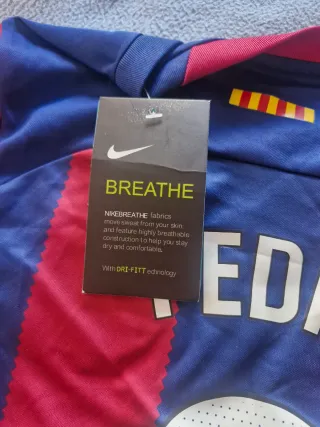 BREATHE
NIKEBREATHE fabrics
move sweat from your skin
and feature highly breathable
construction to help you stay
dry and comfortable.
With DRI-FIT technology
PEDR